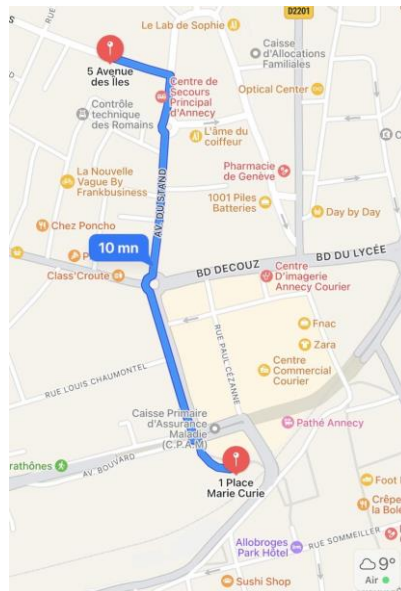 D2201
Le Lab de Sophie
5 Avenue
des Îles
Caisse
d'Allocations
Familiales
Centre de
Secours
Principal
d'Annecy
Optical Center
Contrôle
technique
des Romains
L'âme du
coiffeur
Pharmacie
de Genève
La Nouvelle
Vague By
Frankbusiness
AV. DU STAND
1001 Piles
Batteries
Day by Day
Chez Poncho
10 mn
P
Class'Croute
BD DECOUZ
BD DU LYCÉE
Centre
D'imagerie
Annecy Courier
Fnac
Zara
RUE PAUL CÉZANNE
Centre
Commercial
Courier
RUE LOUIS CHAUMONTEL
Caisse Primaire
d'Assurance
Maladie
(C.P.A.M)
Pathé Annecy
arathônes
AV. BOUVARD
1 Place
Marie Curie
Foot
Crêpe
la Bole
Allobroges
Park Hôtel
RUE SOMMEILLER
Sushi Shop
9°
Air